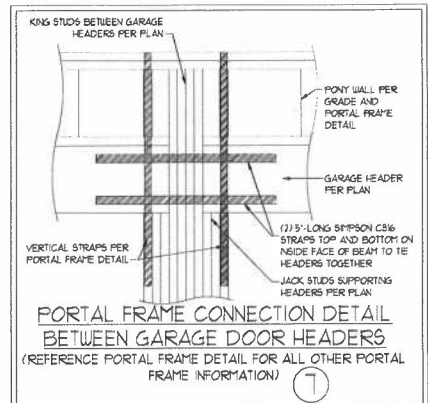 KING STUDS BETWEEN GARAGE
HEADERS PER PLAN
PONY WALL PER
GRADE AND
PORTAL FRAME
DETAIL
GARAGE HEADER
PER PLAN
(2) 5'-LONG SIMPSON CS16
STRAPS TOP AND BOTTOM ON
INSIDE FACE OF BEAM TO TIE
HEADERS TOGETHER
VERTICAL STRAPS PER
PORTAL FRAME DETAIL
JACK STUDS SUPPORTING
HEADERS PER PLAN
PORTAL FRAME CONNECTION DETAIL
BETWEEN GARAGE DOOR HEADERS
(REFERENCE PORTAL FRAME DETAIL FOR ALL OTHER PORTAL
FRAME INFORMATION)
7